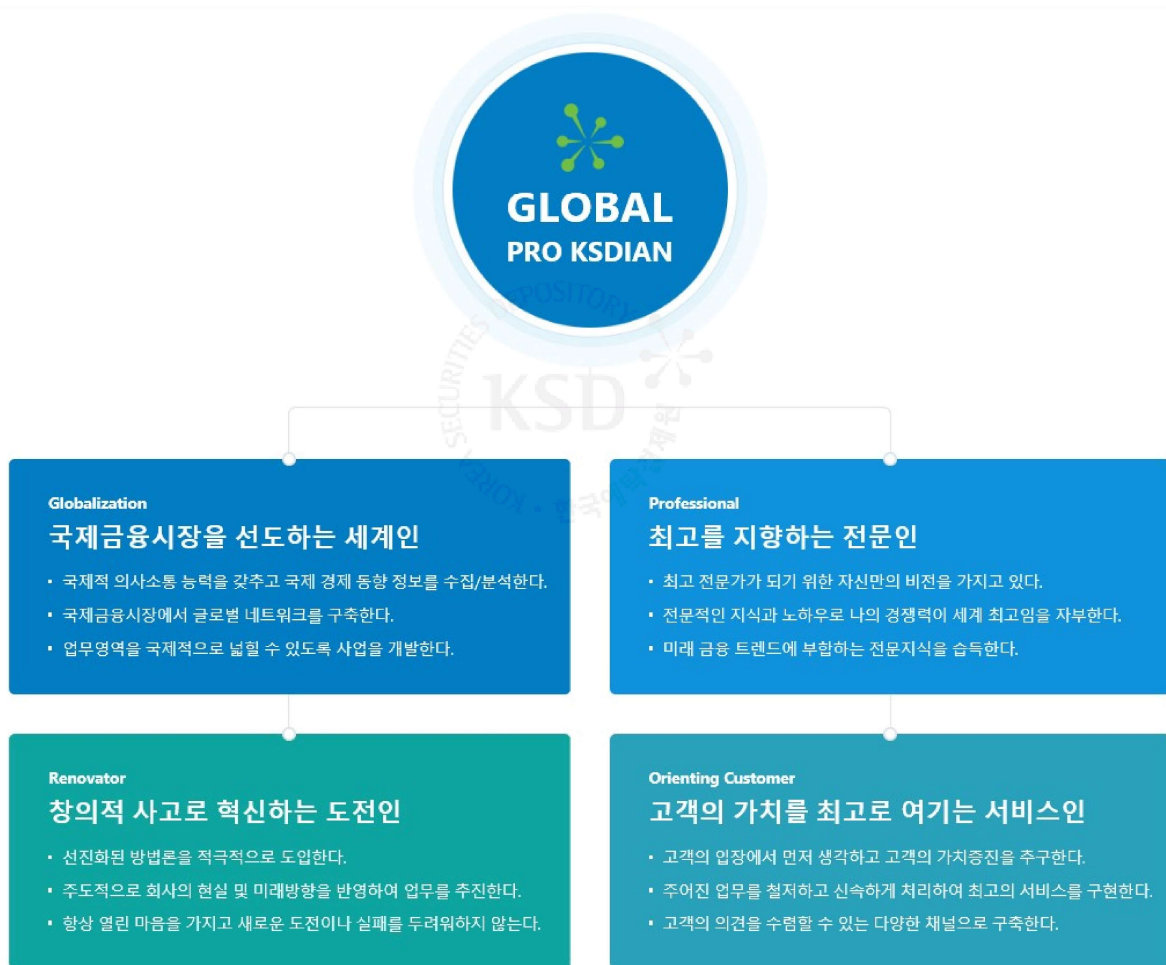 GLOBAL
PRO KSDIAN
KOREA SECURITIES DEPOSITORY
KSD
한국예탁결제원
Globalization
국제금융시장을 선도하는 세계인
▪ 국제적 의사소통 능력을 갖추고 국제 경제 동향 정보를 수집/분석한다.
▪ 국제금융시장에서 글로벌 네트워크를 구축한다.
▪ 업무영역을 국제적으로 넓힐 수 있도록 사업을 개발한다.
Professional
최고를 지향하는 전문인
▪ 최고 전문가가 되기 위한 자신만의 비전을 가지고 있다.
▪ 전문적인 지식과 노하우로 나의 경쟁력이 세계 최고임을 자부한다.
▪ 미래 금융 트렌드에 부합하는 전문지식을 습득한다.
Renovator
창의적 사고로 혁신하는 도전인
▪ 선진화된 방법론을 적극적으로 도입한다.
▪ 주도적으로 회사의 현실 및 미래방향을 반영하여 업무를 추진한다.
▪ 항상 열린 마음을 가지고 새로운 도전이나 실패를 두려워하지 않는다.
Orienting Customer
고객의 가치를 최고로 여기는 서비스인
▪ 고객의 입장에서 먼저 생각하고 고객의 가치증진을 추구한다.
▪ 주어진 업무를 철저하고 신속하게 처리하여 최고의 서비스를 구현한다.
▪ 고객의 의견을 수렴할 수 있는 다양한 채널으로 구축한다.